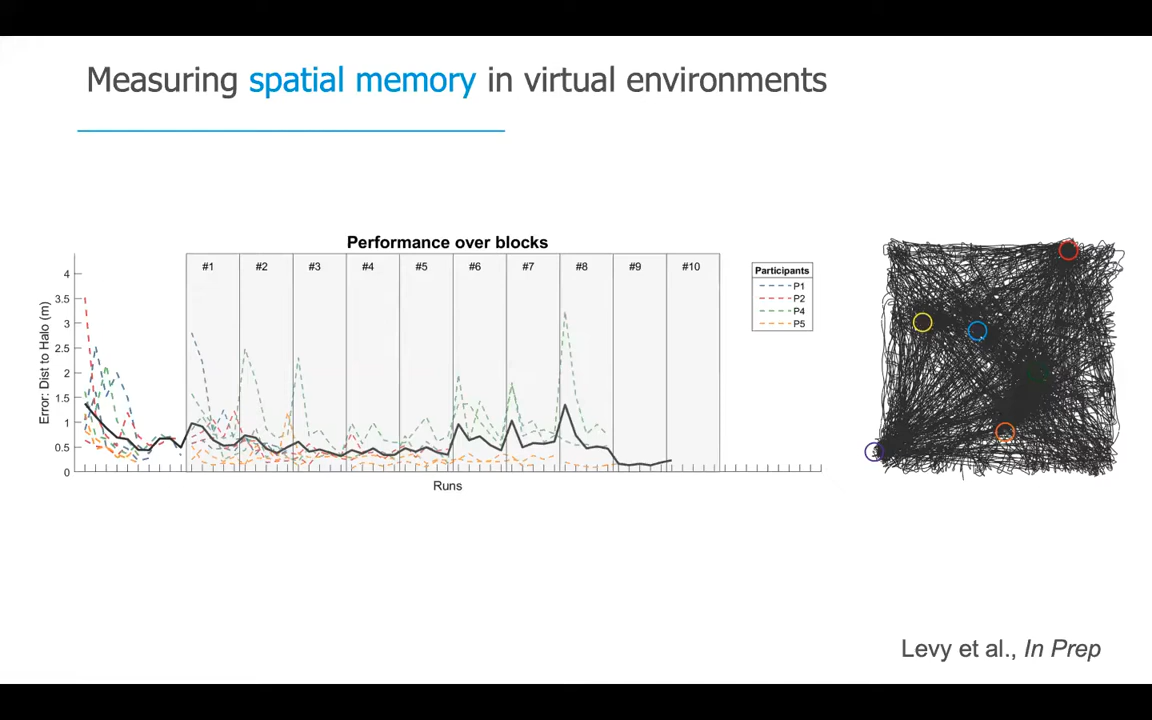 Measuring spatial memory in virtual environments
Performance over blocks
#1 #2 #3 #4 #5 #6 #7 #8 #9 #10
Error: Dist to Halo (m)
4
3.5
3
2.5
2
1.5
1
0.5
0
Runs
Participants
P1
P2
P4
P5
Levy et al., In Prep